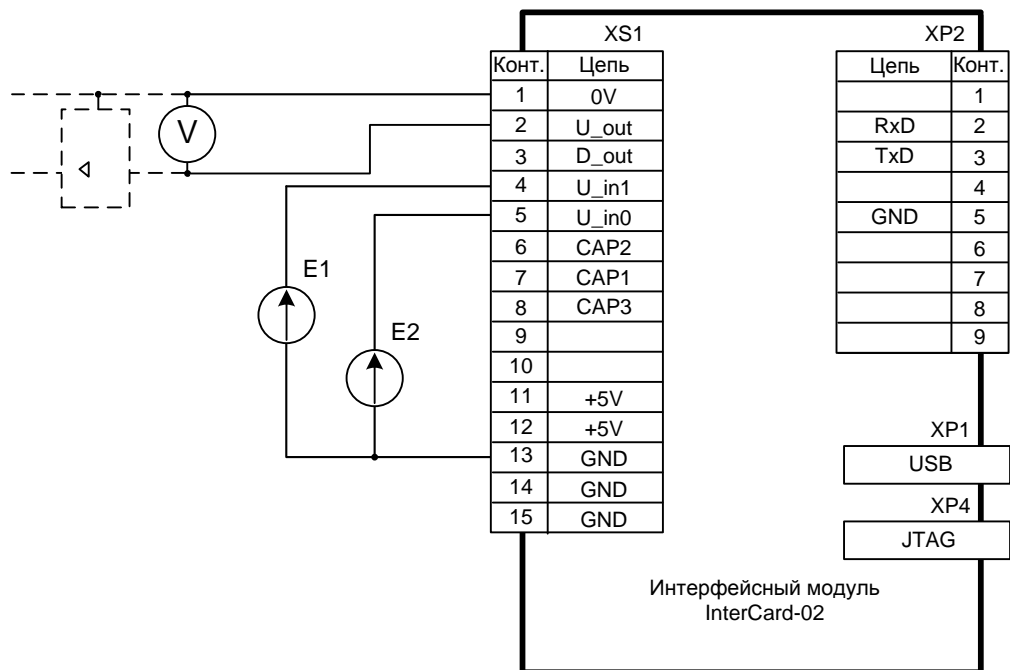 XS1
Конт. Цепь
1 0V
2 U_out
3 D_out
4 U_in1
5 U_in0
6 CAP2
7 CAP1
8 CAP3
9
10
11 +5V
12 +5V
13 GND
14 GND
15 GND
V
E1
E2
XP2
Цепь Конт.
1
RxD 2
TxD 3
4
GND 5
6
7
8
9
XP1
USB
XP4
JTAG
Интерфейсный модуль
InterCard-02